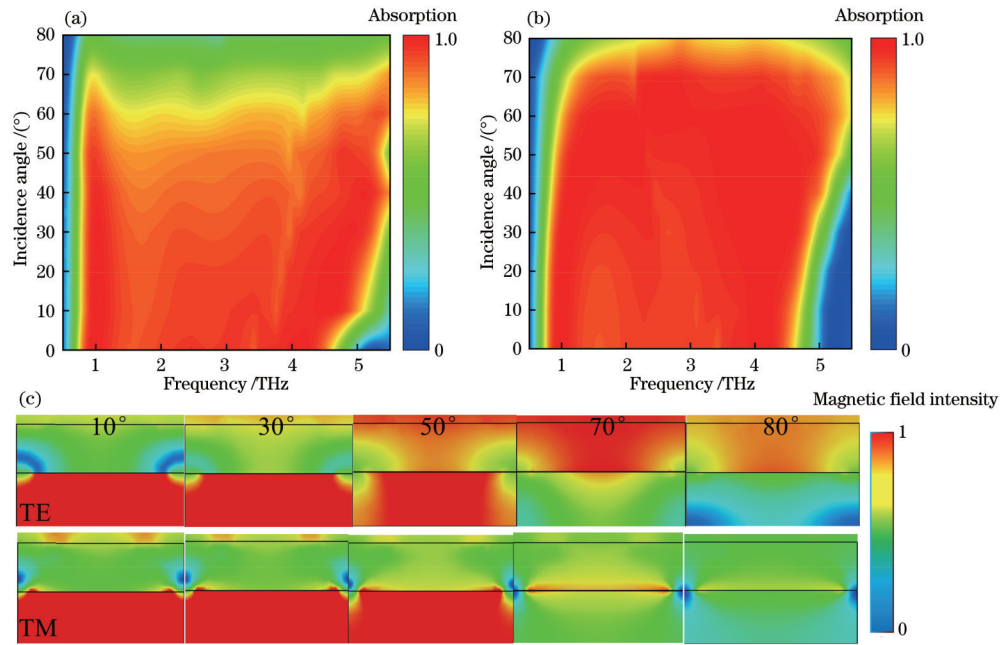 (a)
Absorption
80
70
60
50
40
30
20
10
0
1
2
3
4
5
Incidence angle /(°)
Frequency /THz
1.0
0
(b)
Absorption
80
70
60
50
40
30
20
10
0
1
2
3
4
5
Incidence angle /(°)
Frequency /THz
1.0
0
(c)
Magnetic field intensity
10° 30° 50° 70° 80°
TE
TM
1
0